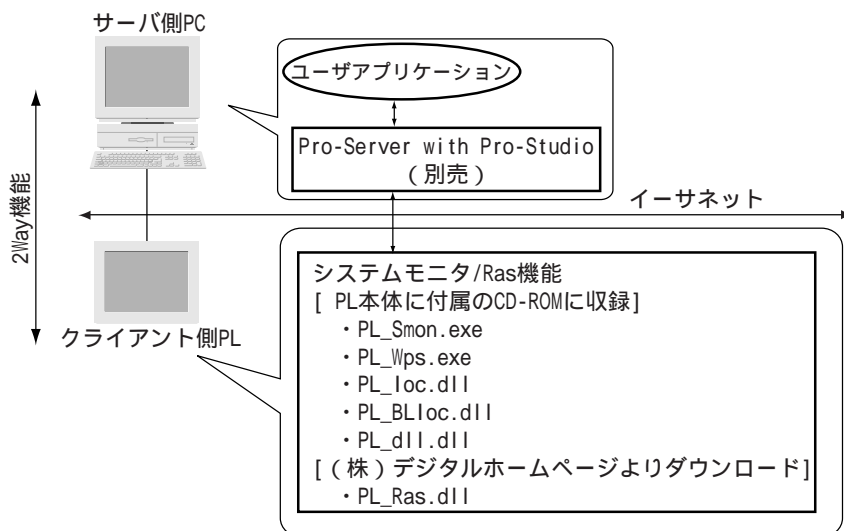 サーバ側PC
ユーザアプリケーション
Pro-Server with Pro-Studio
（別売）
2Way機能
イーサネット
クライアント側PL
システムモニタ/Ras機能
[ PL本体に付属のCD-ROMに収録]
・PL_Smon.exe
・PL_Wps.exe
・PL_Ioc.dll
・PL_BLIoc.dll
・PL_dll.dll
[（株）デジタルホームページよりダウンロード]
・PL_Ras.dll